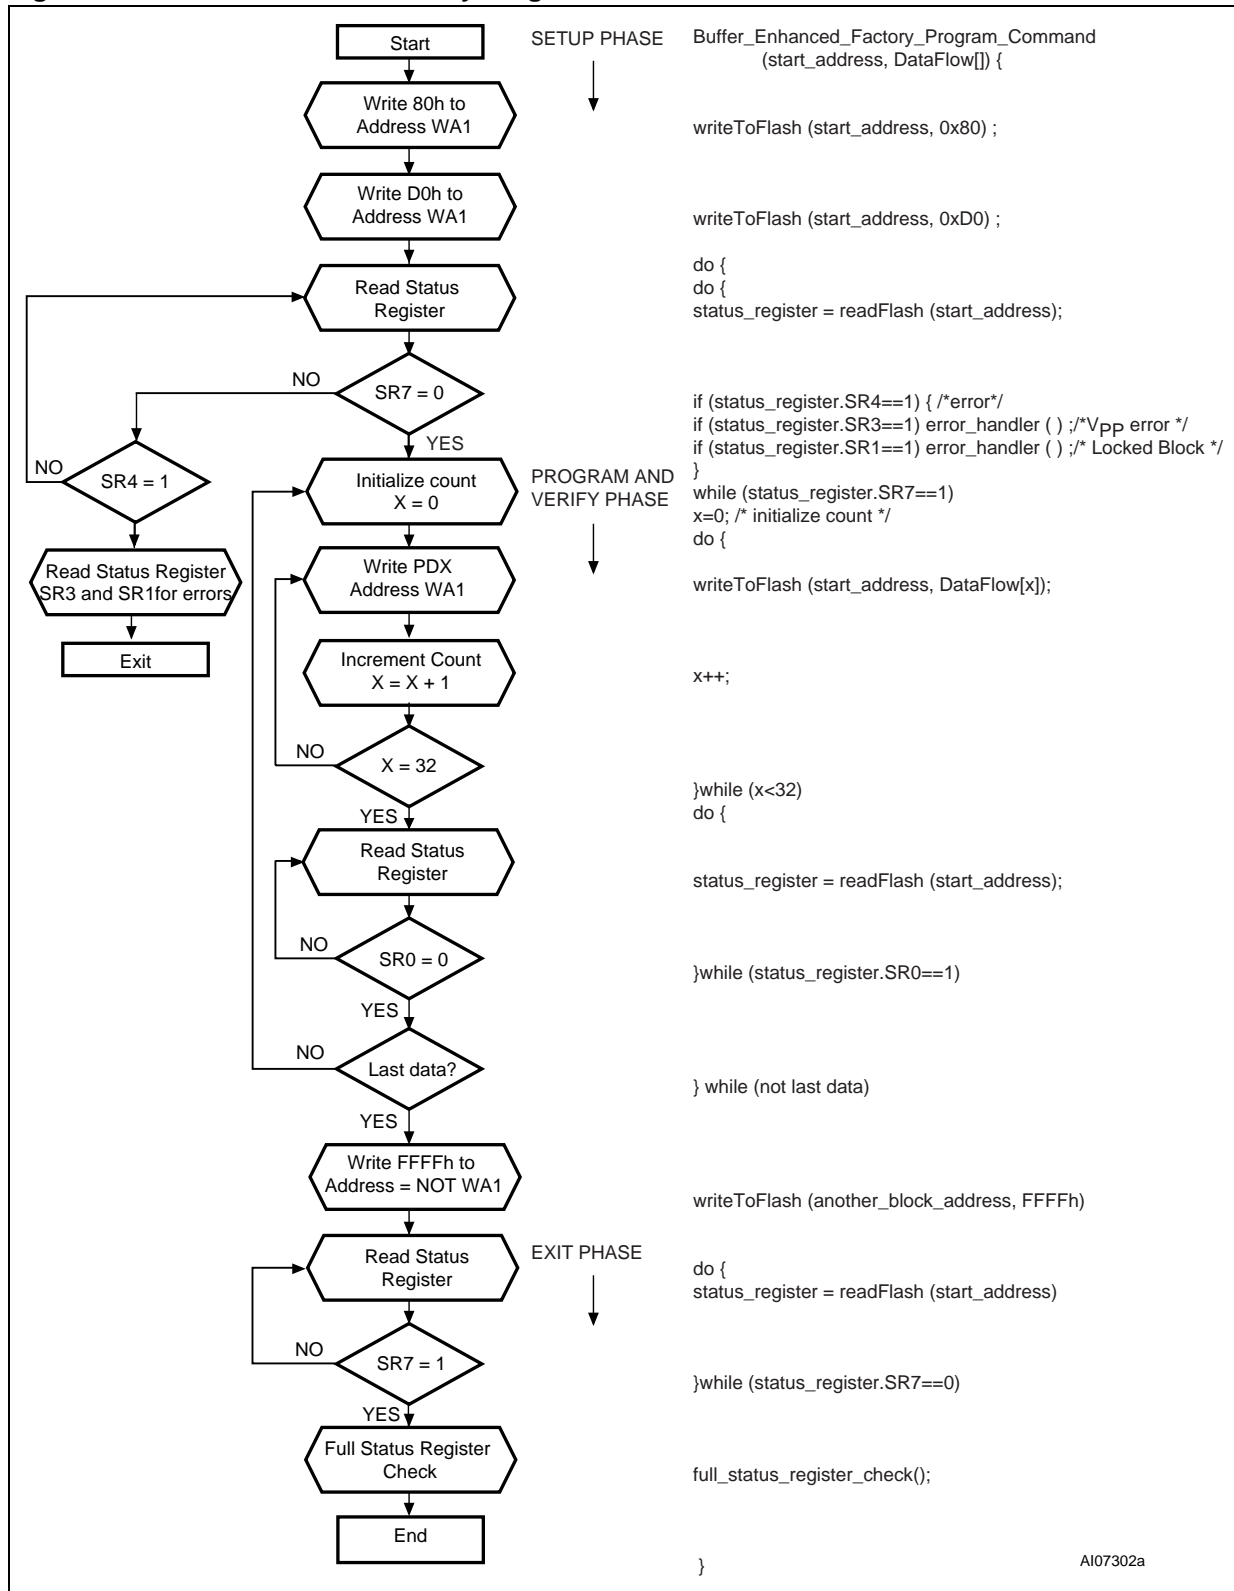 Start
SETUP PHASE
Buffer_Enhanced_Factory_Program_Command
(start_address, DataFlow[]) {
Write 80h to
Address WA1
writeToFlash (start_address, 0x80) ;
Write D0h to
Address WA1
writeToFlash (start_address, 0xD0) ;
do {
do {
Read Status
Register
status_register = readFlash (start_address);
NO
SR7 = 0
YES
if (status_register.SR4==1) { /*error*/
if (status_register.SR3==1) error_handler ( ) ;/*VPP error */
if (status_register.SR1==1) error_handler ( ) ;/* Locked Block */
}
NO
SR4 = 1
Initialize count
X = 0
PROGRAM AND
VERIFY PHASE
while (status_register.SR7==1)
x=0; /* initialize count */
do {
Read Status Register
SR3 and SR1for errors
Write PDX
Address WA1
writeToFlash (start_address, DataFlow[x]);
Exit
Increment Count
X = X + 1
x++;
NO
X = 32
YES
}while (x<32)
do {
Read Status
Register
status_register = readFlash (start_address);
NO
SR0 = 0
YES
}while (status_register.SR0==1)
NO
Last data?
YES
} while (not last data)
Write FFFFh to
Address = NOT WA1
writeToFlash (another_block_address, FFFFh)
Read Status
Register
EXIT PHASE
do {
status_register = readFlash (start_address)
NO
SR7 = 1
YES
}while (status_register.SR7==0)
Full Status Register
Check
full_status_register_check();
End
}
AI07302a